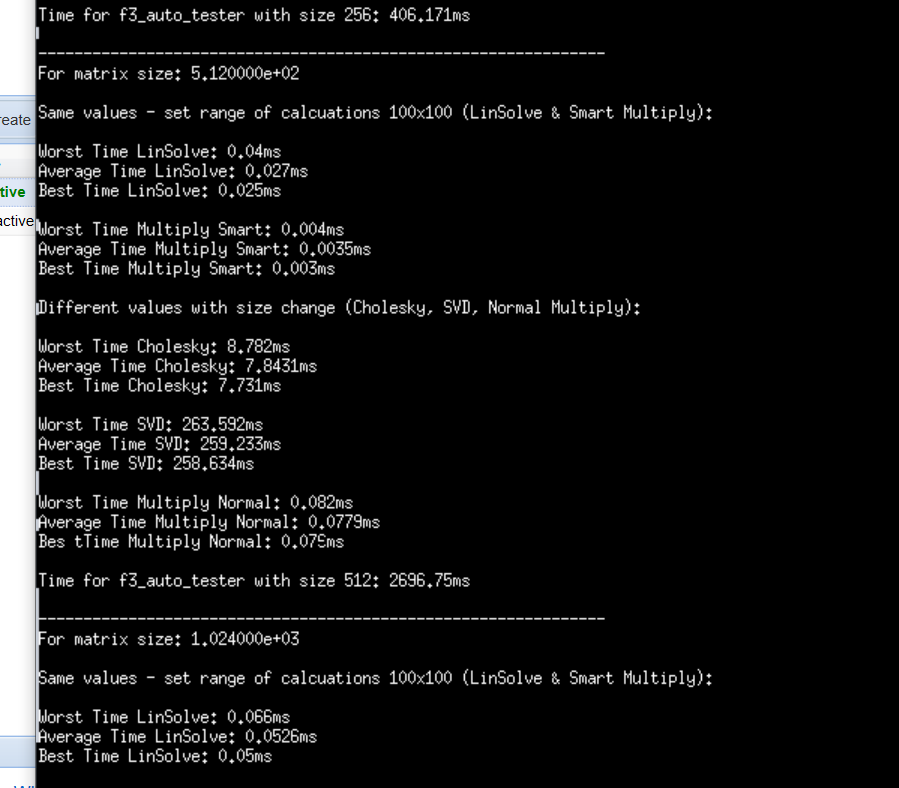 Time for f3_auto_tester with size 256: 406.171ms
---------------------------------------------------------------
For matrix size: 5.120000e+02
Same values - set range of calcuations 100x100 (LinSolve & Smart Multiply):
reate
Worst Time LinSolve: 0.04ms
Average Time LinSolve: 0.027ms
Best Time LinSolve: 0.025ms
tive
active
Worst Time Multiply Smart: 0.004ms
Average Time Multiply Smart: 0.0035ms
Best Time Multiply Smart: 0.003ms
Different values with size change (Cholesky, SVD, Normal Multiply):
Worst Time Cholesky: 8.782ms
Average Time Cholesky: 7.8431ms
Best Time Cholesky: 7.731ms
Worst Time SVD: 263.592ms
Average Time SVD: 259.233ms
Best Time SVD: 258.634ms
Worst Time Multiply Normal: 0.082ms
Average Time Multiply Normal: 0.0779ms
Bes tTime Multiply Normal:
Time for f3_auto_tester with size 512: 2696.75ms
---------------------------------------------------------------
For matrix size: 1.024000e+03
Same values - set range of calcuations 100x100 (LinSolve & Smart Multiply):
Worst Time LinSolve: 0.066ms
Average Time LinSolve: 0.0526ms
Best Time LinSolve: 0.05ms